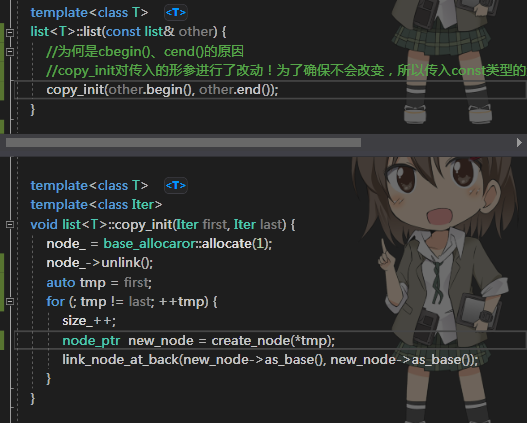 template<class T> <T>
list<T>::list(const list& other) {
//为何是cbegin()、cend()的原因
//copy_init对传入的形参进行了改动！为了确保不会改变，所以传入const类型的
copy_init(other.begin(), other.end());
}
template<class T> <T>
template<class Iter>
void list<T>::copy_init(Iter first, Iter last) {
node_ = base_allocaror::allocate(1);
node_->unlink();
auto tmp = first;
for (; tmp != last; ++tmp) {
size_++;
node_ptr new_node = create_node(*tmp);
link_node_at_back(new_node->as_base(), new_node->as_base());
}
}